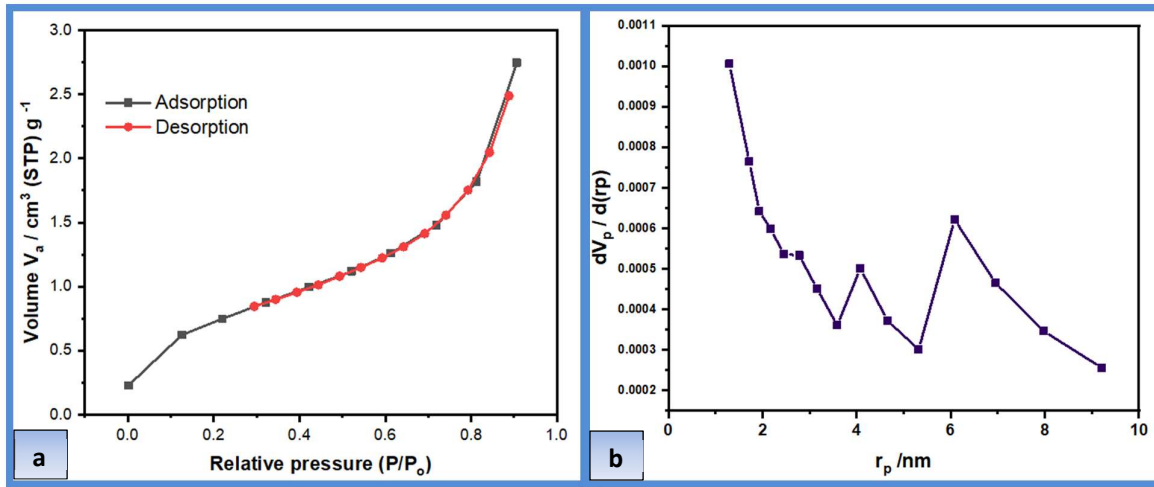 3.0
2.5
2.0
1.5
1.0
0.5
0.0
Volume Vₐ / cm³ (STP) g ⁻¹
Adsorption
Desorption
0.0 0.2 0.4 0.6 0.8 1.0
Relative pressure (P/Pₒ)
a
0.0011
0.0010
0.0009
0.0008
0.0007
0.0006
0.0005
0.0004
0.0003
0.0002
dVₚ / d(rp)
0 2 4 6 8 10
rₚ /nm
b